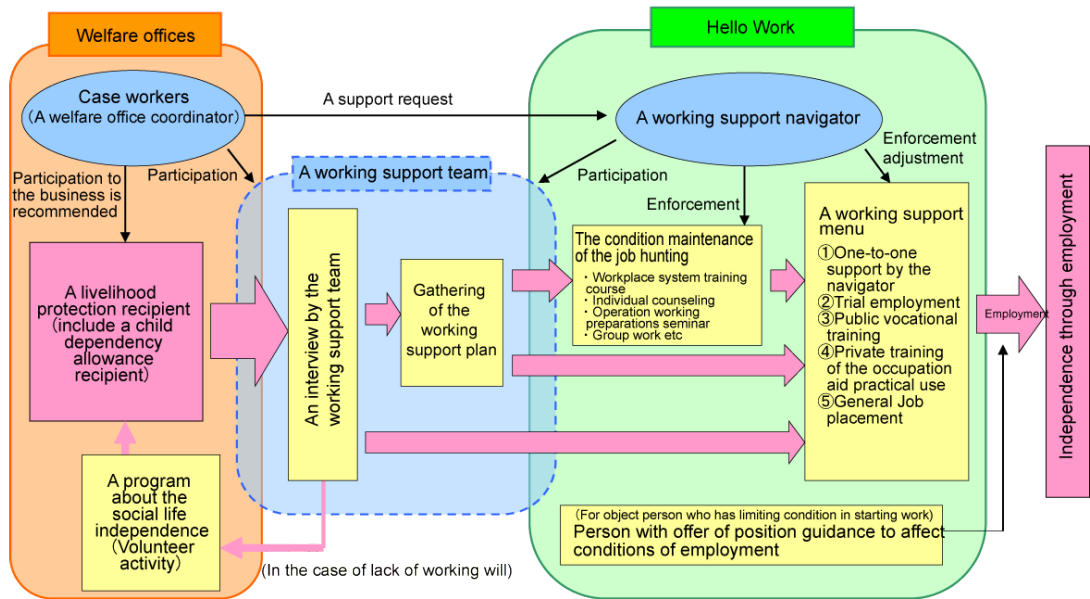 Welfare offices
Hello Work
Case workers
(A welfare office coordinator)
A support request
A working support navigator
Enforcement
adjustment
Participation to
the business is
recommended
Participation
A working support team
Participation
Enforcement
A livelihood
protection recipient
(include a child
dependency
allowance
recipient)
An interview by the
working support team
Gathering
of the
working
support plan
The condition maintenance
of the job hunting
・Workplace system training
course
・Individual counseling
・Operation working
preparations seminar
・Group work etc
A working support
menu
①One-to-one
support by the
navigator
②Trial employment
③Public vocational
training
④Private training
of the occupation
aid practical use
⑤General Job
placement
Employment
Independence through employment
A program
about the
social life
independence
(Volunteer
activity)
(In the case of lack of working will)
(For object person who has limiting condition in starting work)
Person with offer of position guidance to affect
conditions of employment